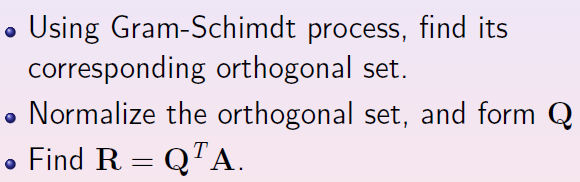 Using Gram-Schimdt process, find its
corresponding orthogonal set.
Normalize the orthogonal set, and form Q
Find R = Q^T A.